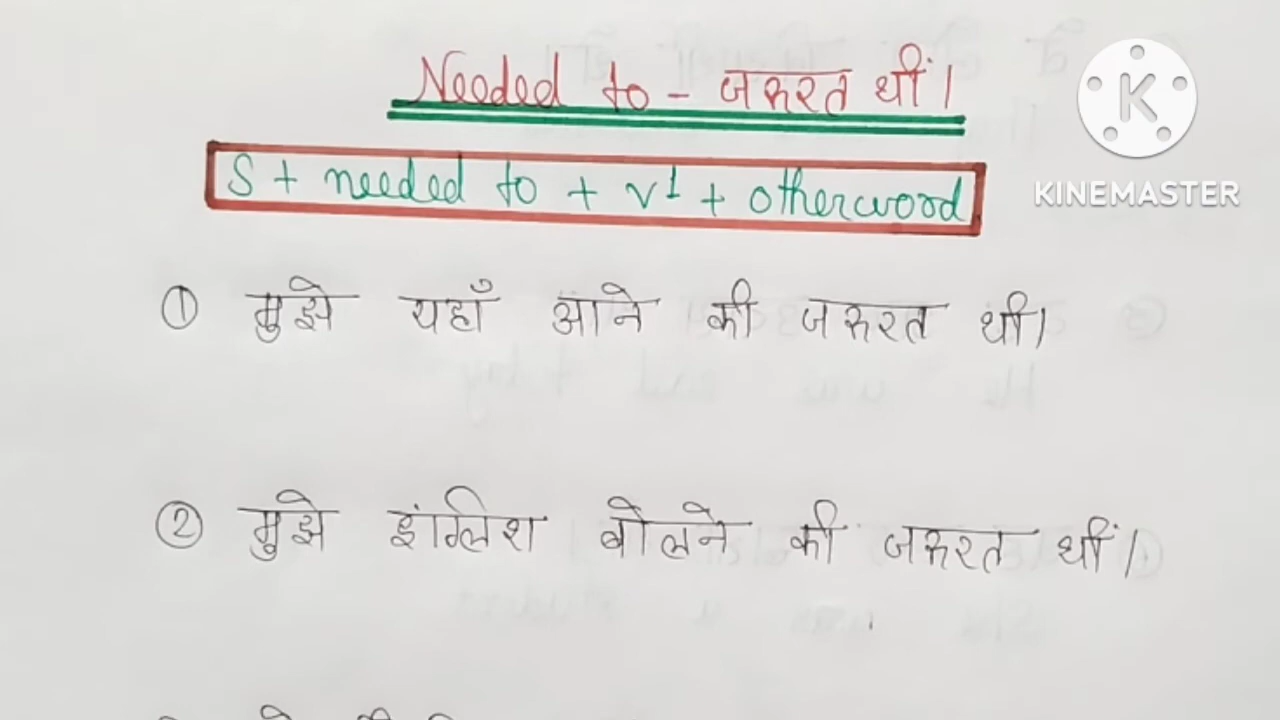 Needed to - जरूरत थीं।
S + needed to + v1 + otherword
① मुझे यहाँ आने की जरूरत थी।
② मुझे इंग्लिश बोलने की जरूरत थीं।
K
KINEMASTER